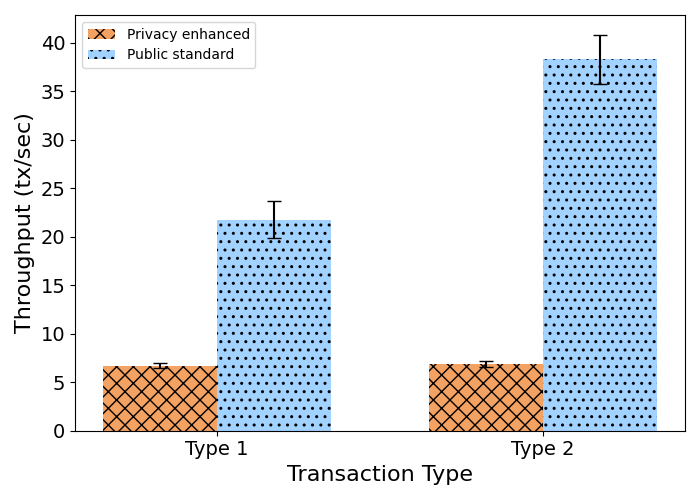 Privacy enhanced
Public standard
Throughput (tx/sec)
40
35
30
25
20
15
10
5
0
Type 1
Type 2
Transaction Type